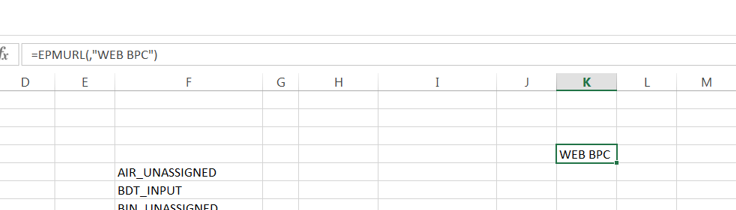 fx =EPMURL(,"WEB BPC")
D E F G H I J K L M
WEB BPC
AIR_UNASSIGNED
BDT_INPUT
BIN_UNASSIGNED